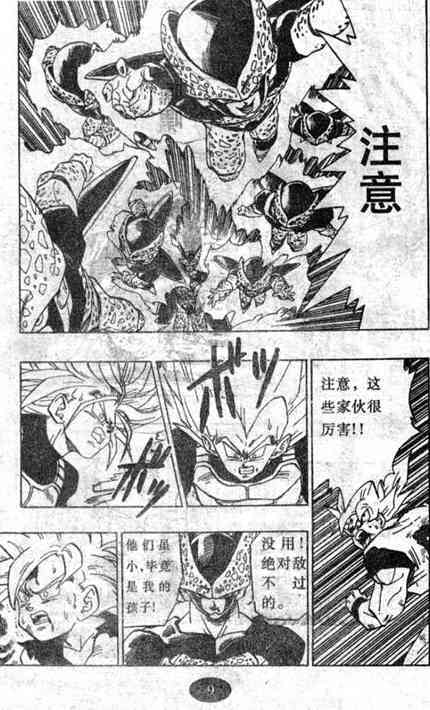 注意
注意，这
些家伙很
厉害!!
ボッ
ボッ
没用!
绝对敌
不过
的。
他们虽
小,毕竟
是我的
孩子!
9